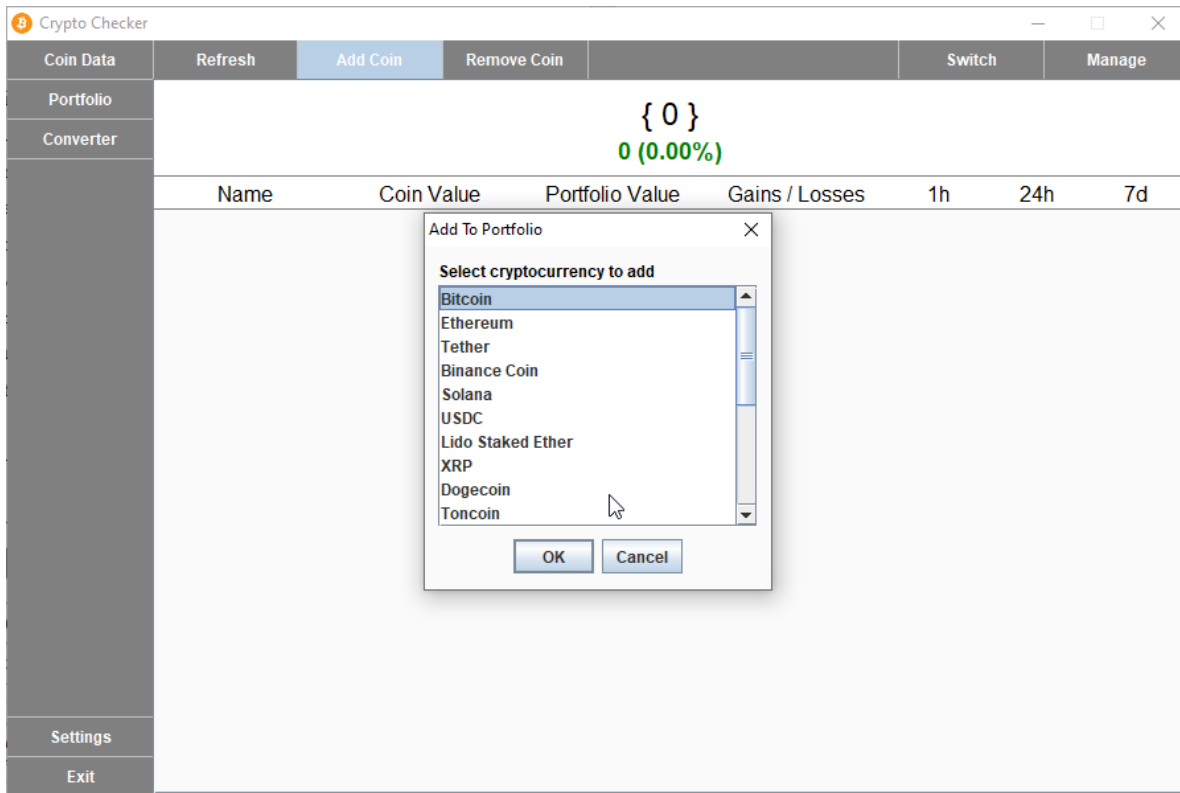 Crypto Checker
Coin Data Refresh Add Coin Remove Coin Switch Manage
Portfolio
Converter
{ 0 }
0 (0.00%)
Name Coin Value Portfolio Value Gains / Losses 1h 24h 7d
Add To Portfolio
Select cryptocurrency to add
Bitcoin
Ethereum
Tether
Binance Coin
Solana
USDC
Lido Staked Ether
XRP
Dogecoin
Toncoin
OK Cancel
Settings
Exit